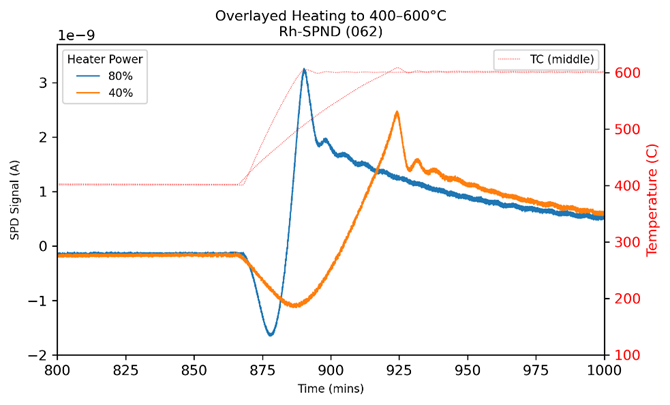 Overlayed Heating to 400–600°C
Rh-SPND (062)
1e−9
Heater Power
80%
40%
TC (middle)
3
2
1
0
−1
−2
SPD Signal (A)
600
500
400
300
200
100
Temperature (C)
800
825
850
875
900
925
950
975
1000
Time (mins)